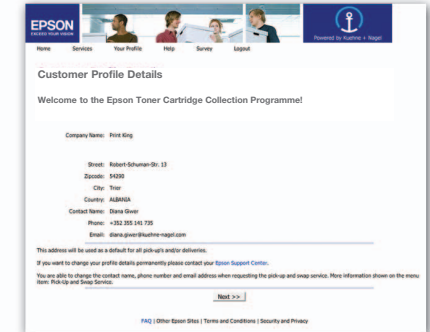 EPSON
EXCEED YOUR VISION
Powered by Kuehne + Nagel
Home Services Your Profile Help Survey Logout
Customer Profile Details
Welcome to the Epson Toner Cartridge Collection Programme!
Company Name: Print King
Street: Robert-Schuman-Str. 13
Zipcode: 54200
City: Trier
Country: ALBANIA
Contact Name: Diana Giwer
Phone: +352 355 141 735
Email: diana.giwer@kuehne-nagel.com
This address will be used as a default for all pick-up's and/or deliveries.
If you want to change your profile details permanently please contact your Epson Support Center.
You are able to change the contact name, phone number and email address when requesting the pick-up and swap service. More information shown on the menu
item: Pick-Up and Swap Service.
Next >>
FAQ | Other Epson Sites | Terms and Conditions | Security and Privacy